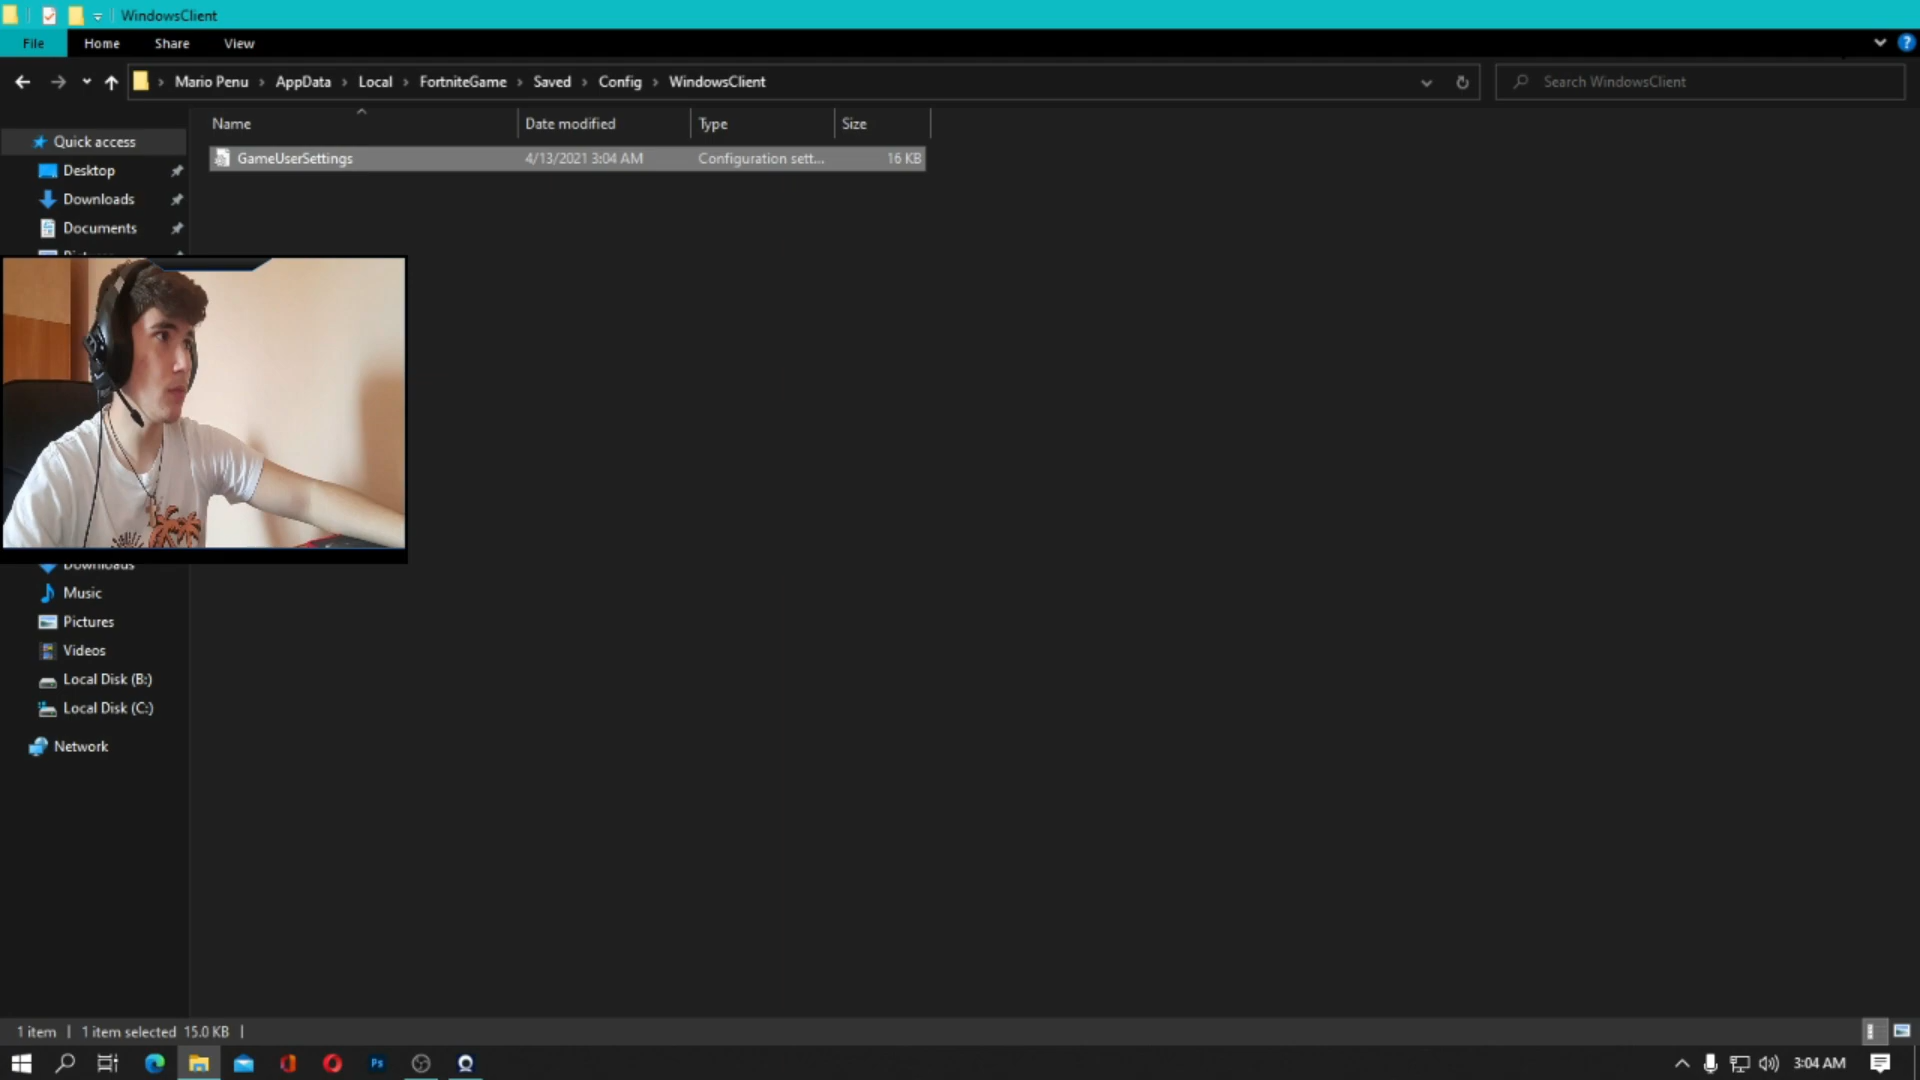 WindowsClient
File Home Share View
Mario Penu AppData Local FortniteGame Saved Config WindowsClient Search WindowsClient
Name Date modified Type Size
Quick access
GameUserSettings 4/13/2021 3:04 AM Configuration sett... 16 KB
Desktop
Downloads
Documents
Downloads
Music
Pictures
Videos
Local Disk (B:)
Local Disk (C:)
Network
1 item 1 item selected 15.0 KB
Ps 3:04 AM